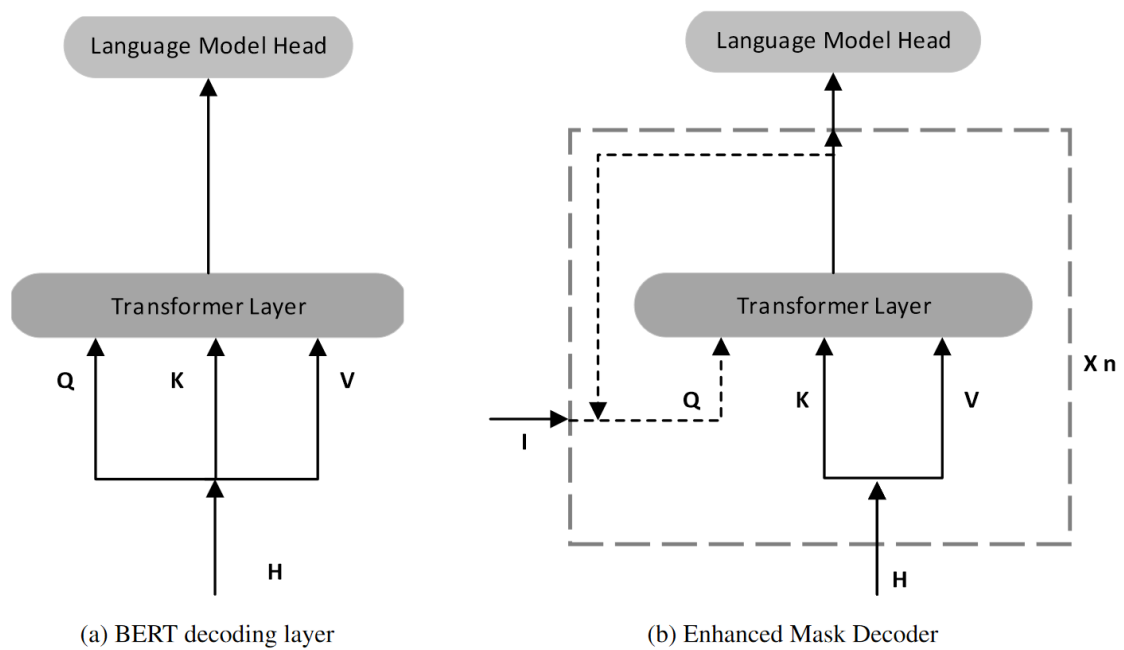 Language Model Head
Transformer Layer
Q
K
V
H
(a) BERT decoding layer
Language Model Head
Transformer Layer
Q
K
V
X n
I
H
(b) Enhanced Mask Decoder